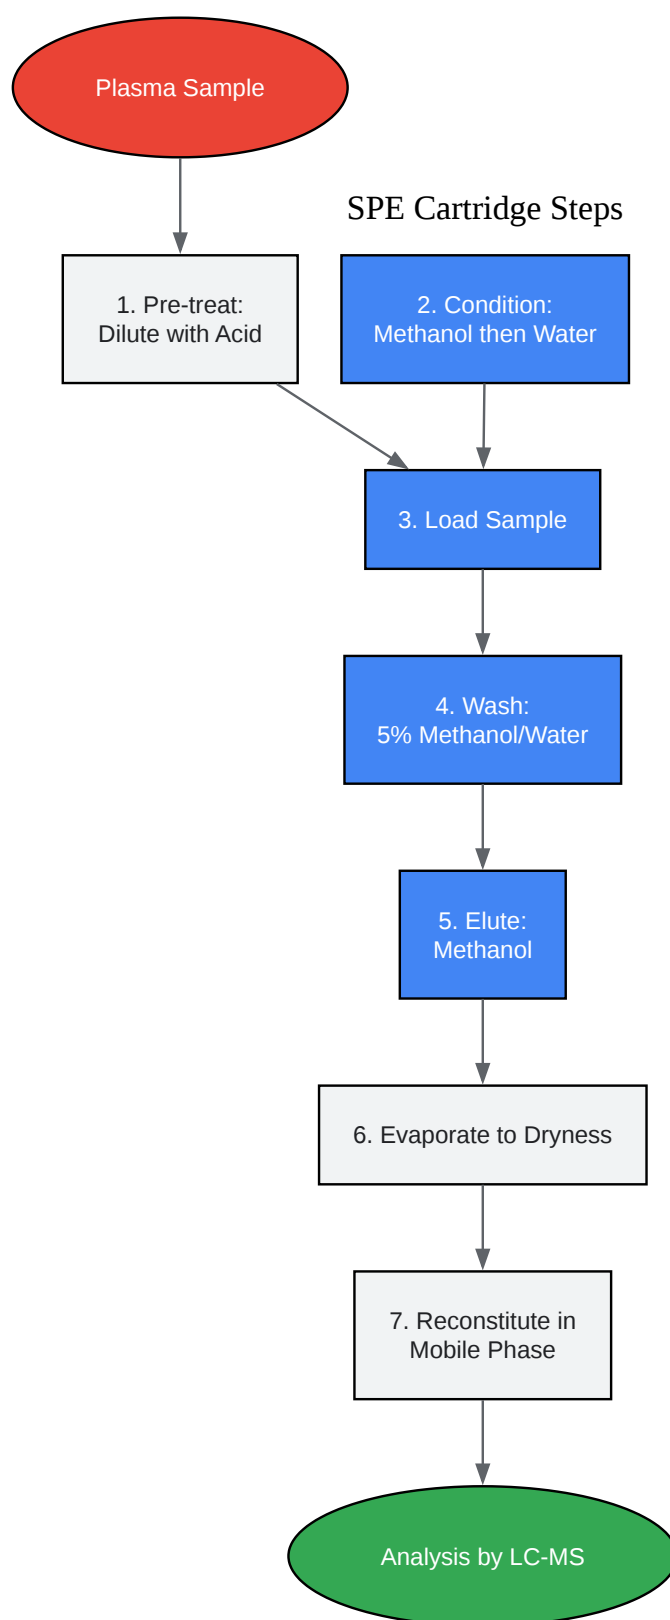 Plasma Sample
SPE Cartridge Steps
1. Pre-treat:
Dilute with Acid
2. Condition:
Methanol then Water
3. Load Sample
4. Wash:
5% Methanol/Water
5. Elute:
Methanol
6. Evaporate to Dryness
7. Reconstitute in
Mobile Phase
Analysis by LC-MS